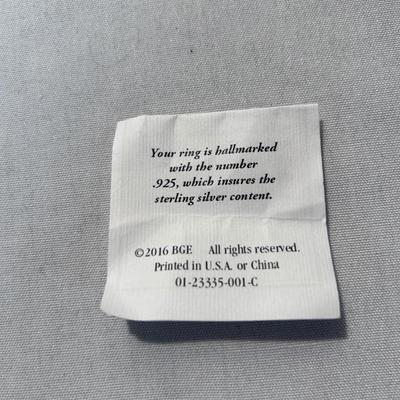 Your ring is hallmarked
with the number
.925, which insures the
sterling silver content.
©2016 BGE All rights reserved.
Printed in U.S.A. or China
01-23335-001-C